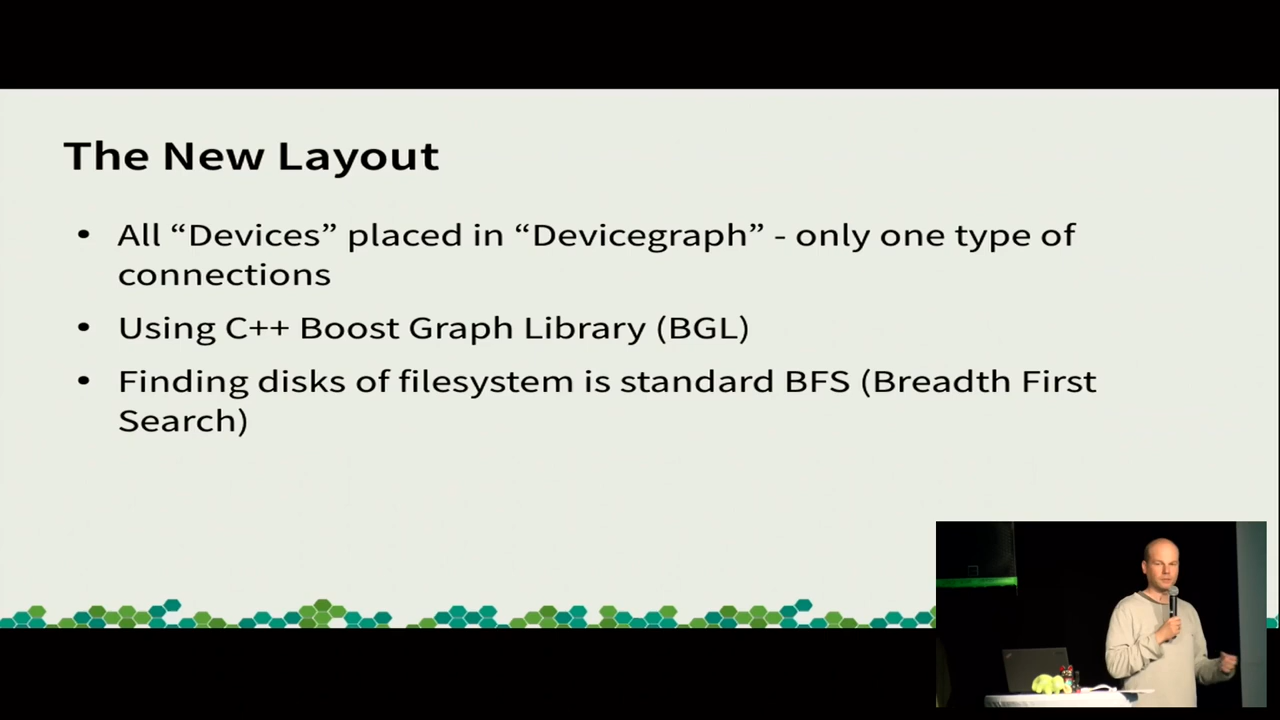 The New Layout
• All “Devices” placed in “Devicegraph” - only one type of
connections
• Using C++ Boost Graph Library (BGL)
• Finding disks of filesystem is standard BFS (Breadth First
Search)